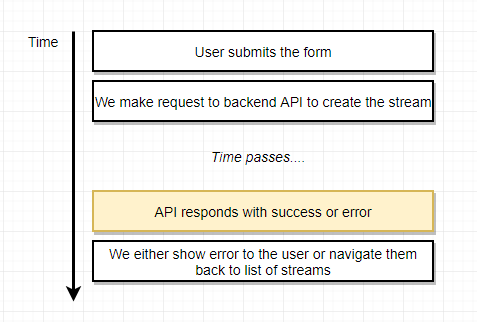 Time
User submits the form
We make request to backend API to create the stream
Time passes....
API responds with success or error
We either show error to the user or navigate them
back to list of streams